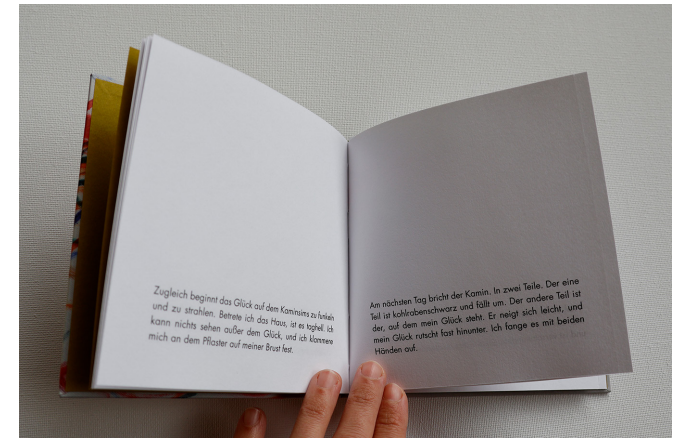 Zugleich beginnt das Glück auf dem Kaminsims zu funkeln
und zu strahlen. Betrete ich das Haus, ist es taghell. Ich
kann nichts sehen außer dem Glück, und ich klammere
mich an dem Pflaster auf meiner Brust fest.
Am nächsten Tag bricht der Kamin. In zwei Teile. Der eine
Teil ist kohlrabenschwarz und fällt um. Der andere Teil ist
der, auf dem mein Glück steht. Er neigt sich leicht, und
mein Glück rutscht fast hinunter. Ich fange es mit beiden
Händen auf.